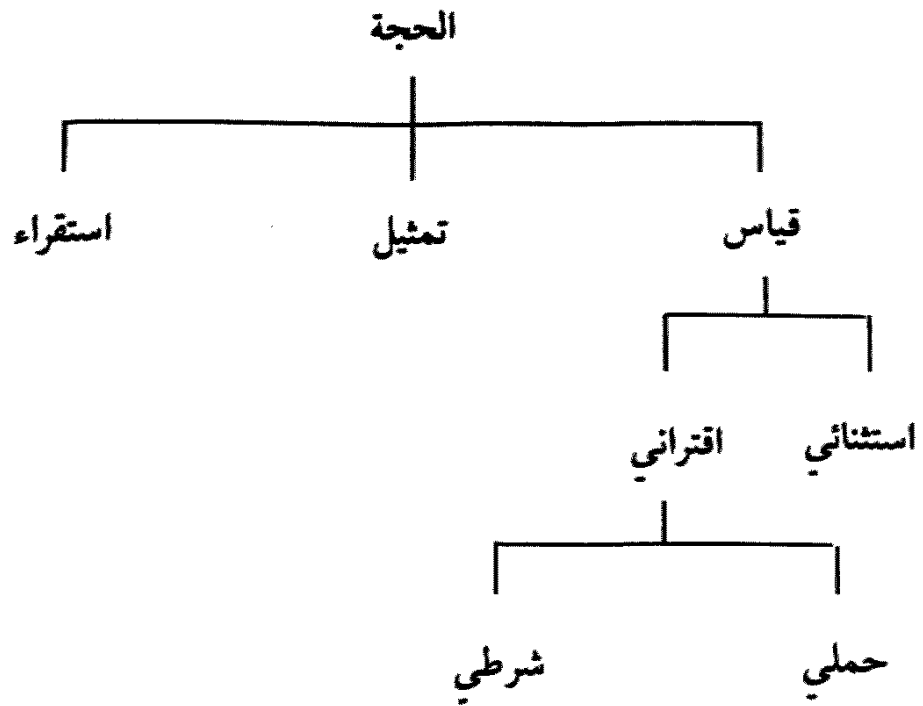 الحجة
قياس
تمثيل
استقراء
استثنائي
اقتراني
حملي
شرطي